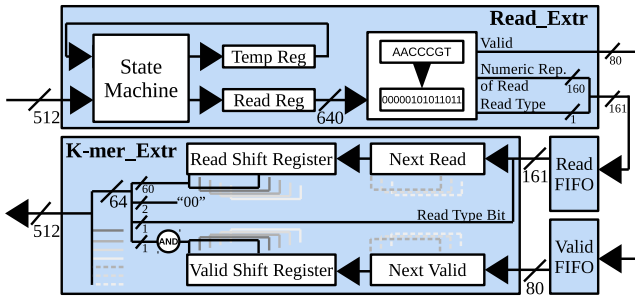 Read_Extr
Temp Reg
State
Machine
Read Reg
512
640
AACCCGT
00000101011011
Valid
80
Numeric Rep.
of Read
160
Read Type
1
161
K-mer_Extr
Read Shift Register
Next Read
161
Read
FIFO
64
60
2
"00"
1
Read Type Bit
512
1
AND
Valid Shift Register
Next Valid
80
Valid
FIFO